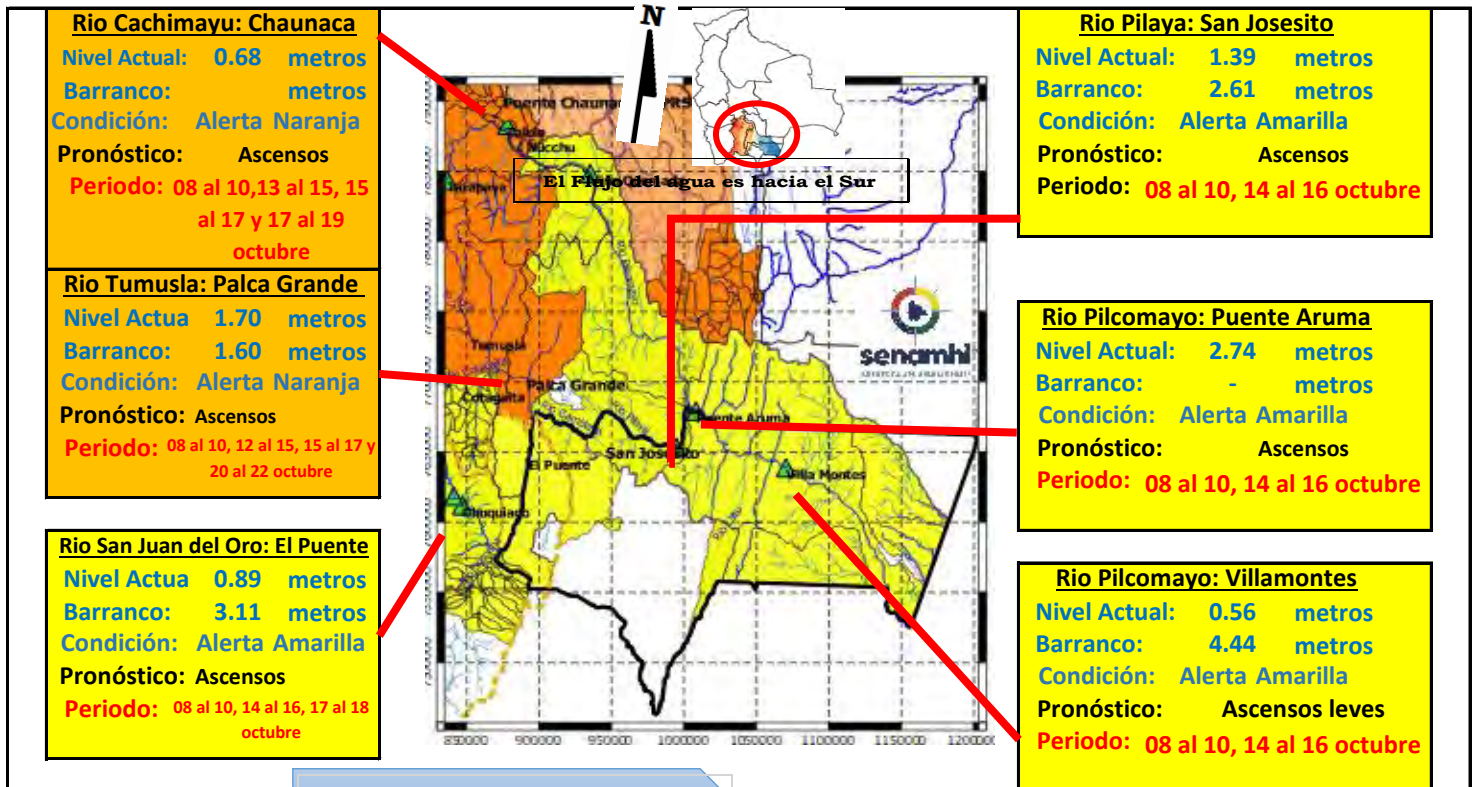 Rio Cachimayu: Chaunaca
Nivel Actual: 0.68 metros
Barranco: metros
Condición: Alerta Naranja
Pronóstico: Ascensos
Periodo: 08 al 10,13 al 15, 15
al 17 y 17 al 19
octubre
Rio Tumusla: Palca Grande
Nivel Actua 1.70 metros
Barranco: 1.60 metros
Condición: Alerta Naranja
Pronóstico: Ascensos
Periodo: 08 al 10, 12 al 15, 15 al 17 y
20 al 22 octubre
Rio San Juan del Oro: El Puente
Nivel Actua 0.89 metros
Barranco: 3.11 metros
Condición: Alerta Amarilla
Pronóstico: Ascensos
Periodo: 08 al 10, 14 al 16, 17 al 18
octubre
N
Puente Chauna
Nucchu
El Flujo del agua es hacia el Sur
Tumusla
Palca Grande
Cotagaita
Puente Aruma
San Josesito
El Puente
Villa Montes
Chuquiago
senamhi
850000 900000 950000 1000000 1050000 1100000 1150000 120000
Rio Pilaya: San Josesito
Nivel Actual: 1.39 metros
Barranco: 2.61 metros
Condición: Alerta Amarilla
Pronóstico: Ascensos
Periodo: 08 al 10, 14 al 16 octubre
Rio Pilcomayo: Puente Aruma
Nivel Actual: 2.74 metros
Barranco: - metros
Condición: Alerta Amarilla
Pronóstico: Ascensos
Periodo: 08 al 10, 14 al 16 octubre
Rio Pilcomayo: Villamontes
Nivel Actual: 0.56 metros
Barranco: 4.44 metros
Condición: Alerta Amarilla
Pronóstico: Ascensos leves
Periodo: 08 al 10, 14 al 16 octubre